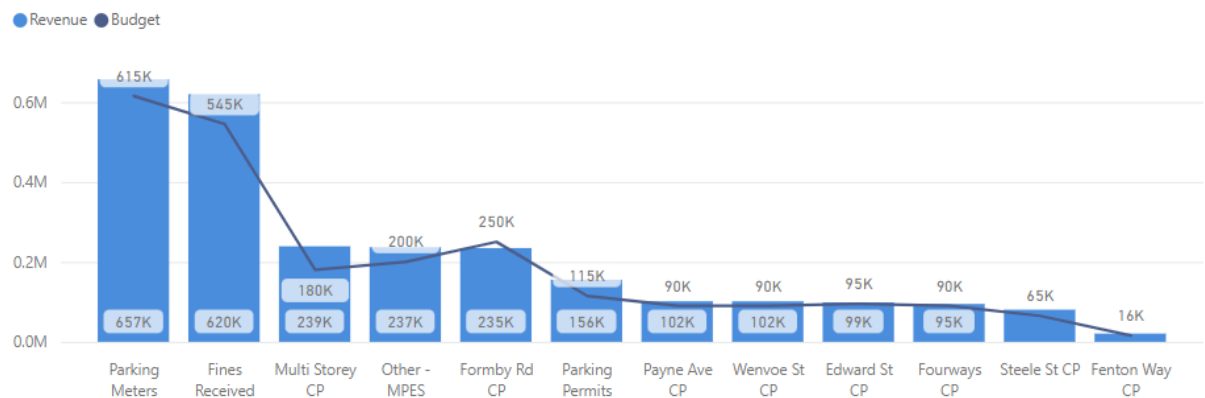 Revenue Budget
615K
0.6M
545K
0.4M
250K
200K
0.2M
180K
115K
90K
90K
95K
90K
65K
16K
657K
620K
239K
237K
235K
156K
102K
102K
99K
95K
0.0M
Parking Meters
Fines Received
Multi Storey CP
Other - MPES
Formby Rd CP
Parking Permits
Payne Ave CP
Wenvoe St CP
Edward St CP
Fourways CP
Steele St CP
Fenton Way CP